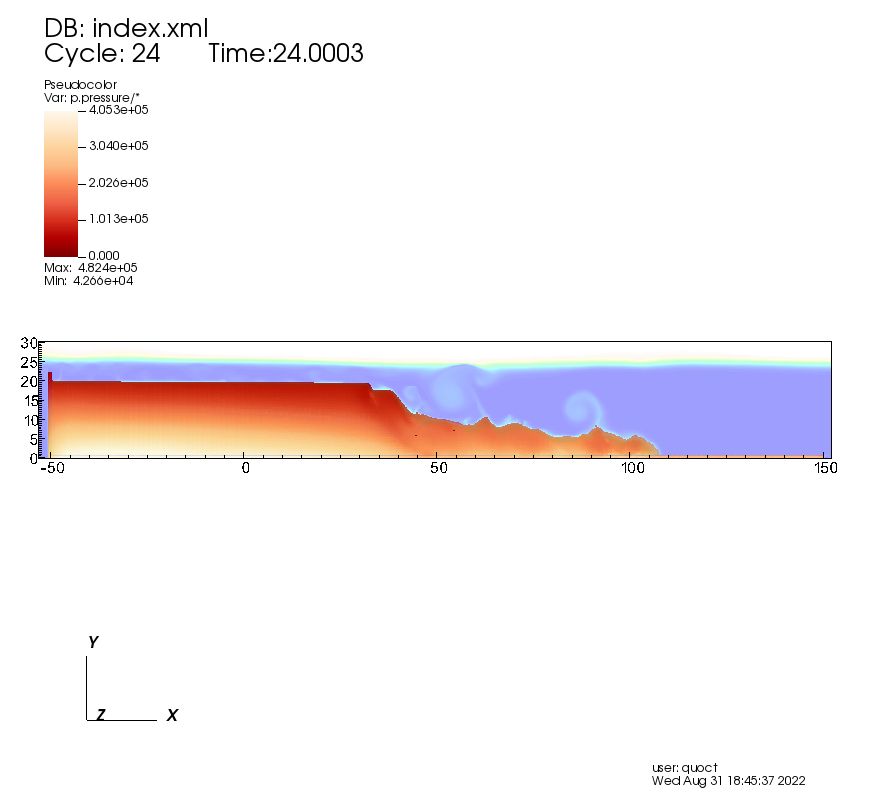 DB: index.xml
Cycle: 24 Time:24.0003
Pseudocolor
Var: p.pressure/*
4.053e+05
3.040e+05
2.026e+05
1.013e+05
0.000
Max: 4.824e+05
Min: 4.266e+04
30
25
20
15
10
5
0
-50 0 50 100 150
Y
Z X
user: quoct
Wed Aug 31 18:45:37 2022